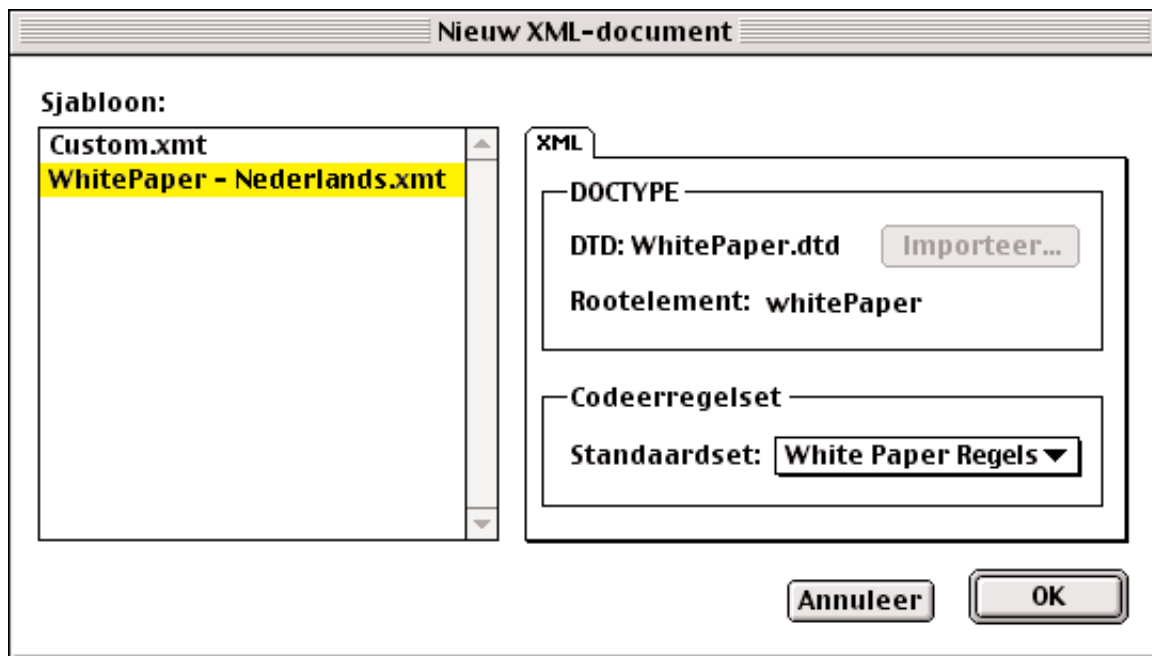 Nieuw XML-document
Sjabloon:
Custom.xmt
WhitePaper - Nederlands.xmt
XML
DOCTYPE
DTD: WhitePaper.dtd Importeer...
Rootelement: whitePaper
Codeerregelset
Standaardset: White Paper Regels
Annuleer OK